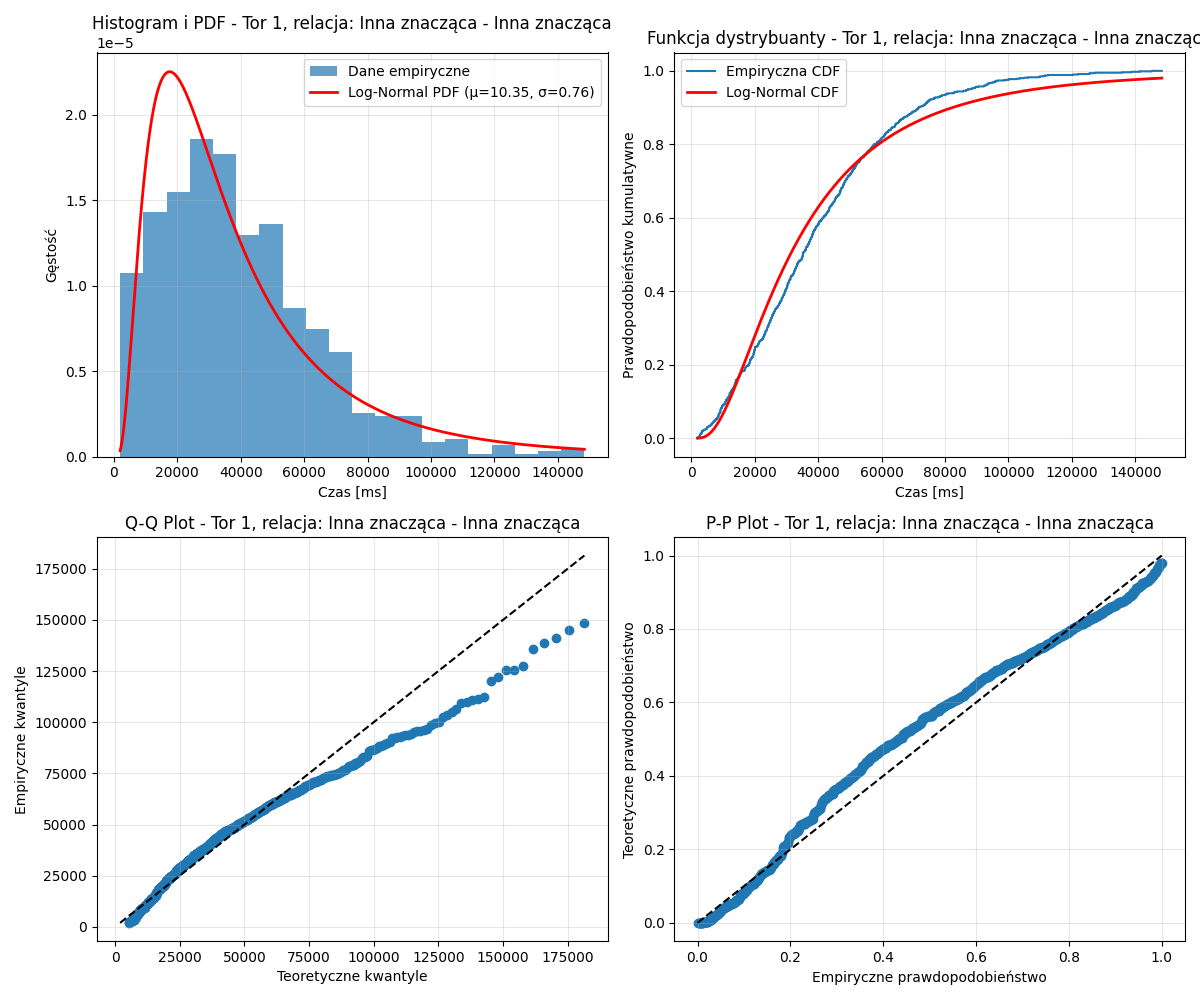 Histogram i PDF - Tor 1, relacja: Inna znacząca - Inna znacząca
1e−5
Dane empiryczne
Log-Normal PDF (μ=10.35, σ=0.76)
2.0
1.5
1.0
0.5
0.0
Gęstość
0 20000 40000 60000 80000 100000 120000 140000
Czas [ms]
Funkcja dystrybuanty - Tor 1, relacja: Inna znacząca - Inna znacząc
Empiryczna CDF
Log-Normal CDF
1.0
0.8
0.6
0.4
0.2
0.0
Prawdopodobieństwo kumulatywne
0 20000 40000 60000 80000 100000 120000 140000
Czas [ms]
Q-Q Plot - Tor 1, relacja: Inna znacząca - Inna znacząca
175000
150000
125000
100000
75000
50000
25000
0
Empiryczne kwantyle
0 25000 50000 75000 100000 125000 150000 175000
Teoretyczne kwantyle
P-P Plot - Tor 1, relacja: Inna znacząca - Inna znacząca
1.0
0.8
0.6
0.4
0.2
0.0
Teoretyczne prawdopodobieństwo
0.0 0.2 0.4 0.6 0.8 1.0
Empiryczne prawdopodobieństwo